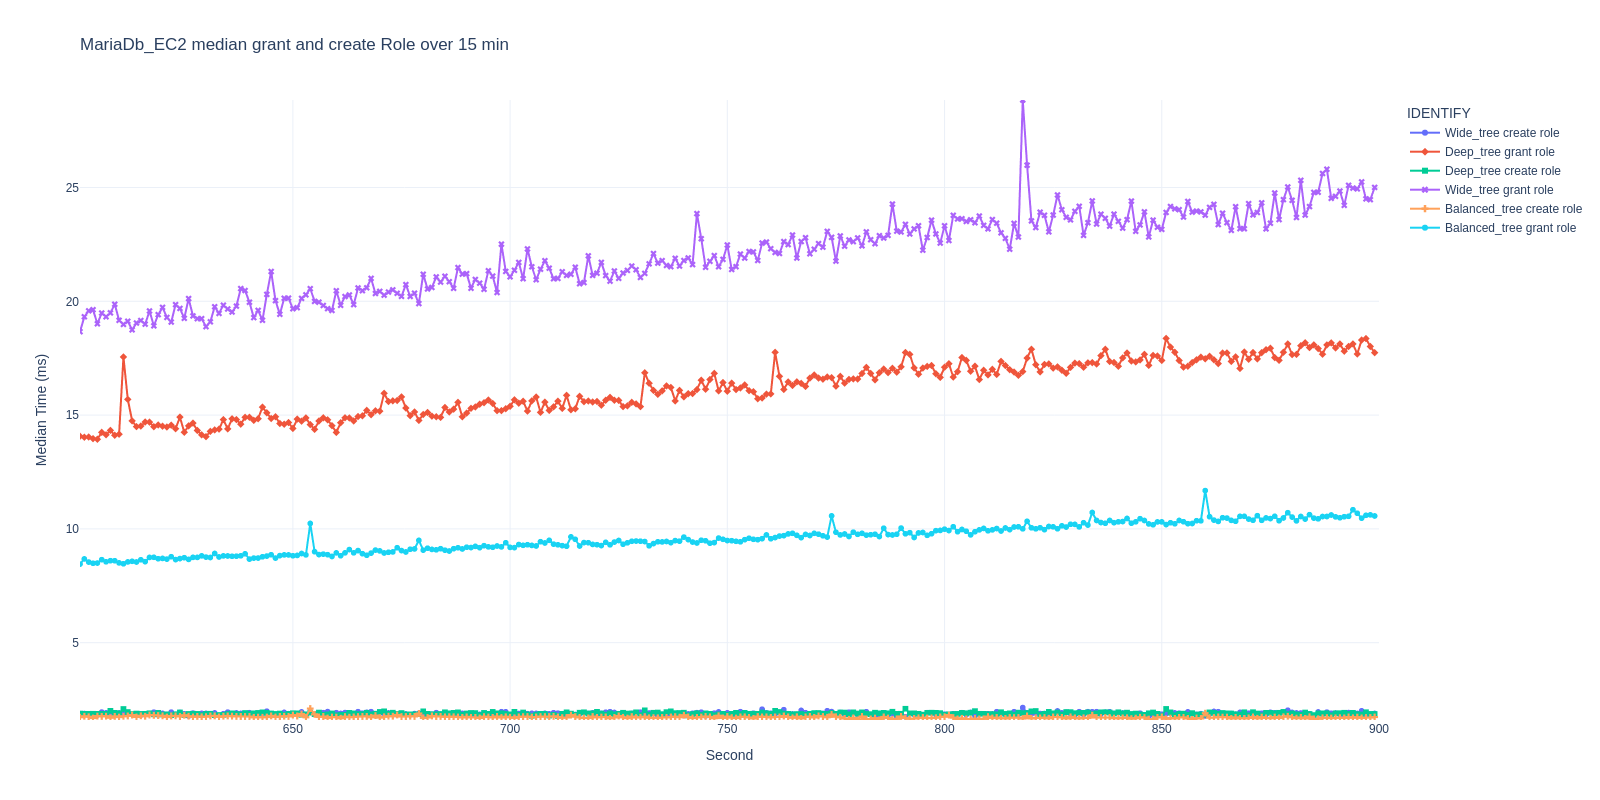 MariaDb_EC2 median grant and create Role over 15 min
IDENTIFY
Wide_tree create role
Deep_tree grant role
Deep_tree create role
Wide_tree grant role
Balanced_tree create role
Balanced_tree grant role
25
20
15
10
5
Median Time (ms)
650
700
750
800
850
900
Second